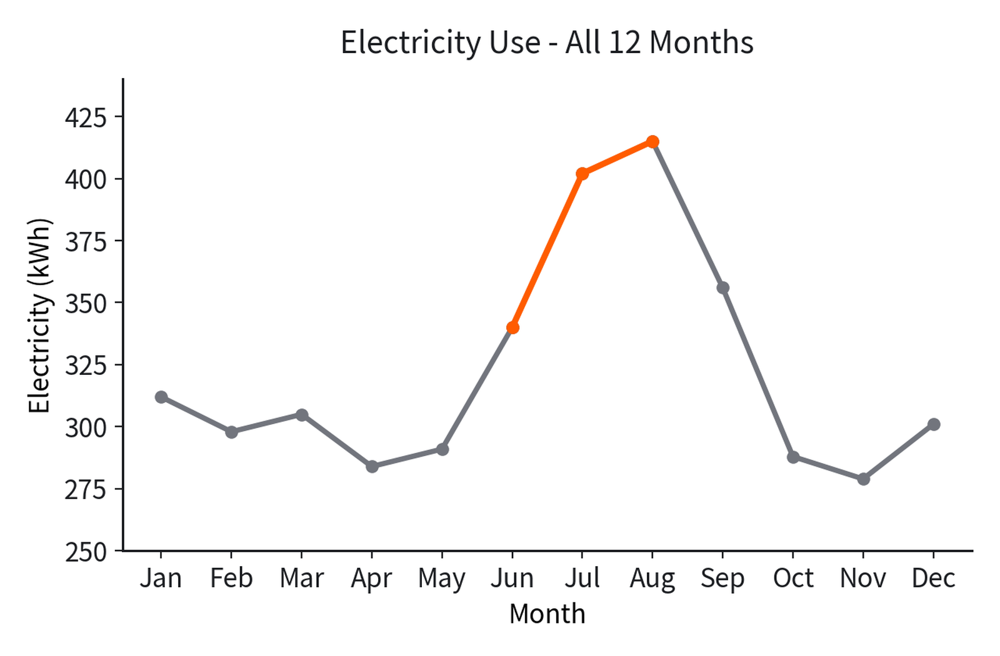 Electricity Use - All 12 Months
Electricity (kWh)
425
400
375
350
325
300
275
250
Jan Feb Mar Apr May Jun Jul Aug Sep Oct Nov Dec
Month